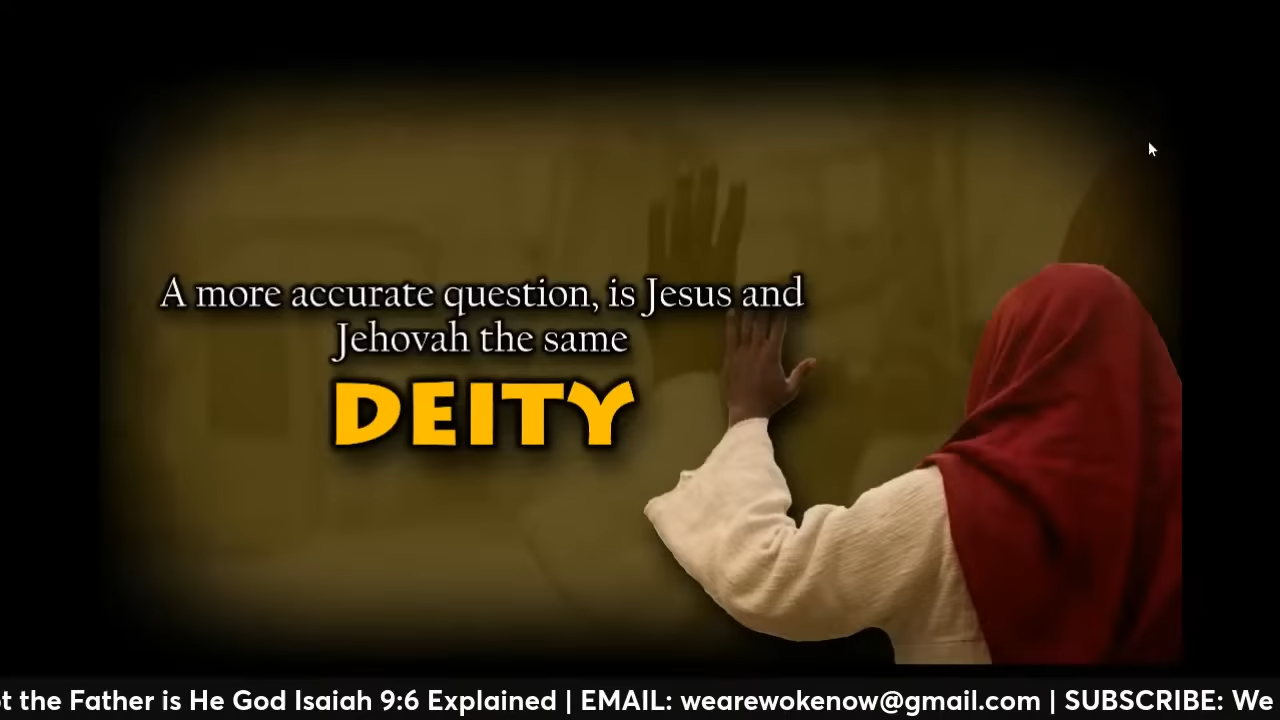 A more accurate question, is Jesus and
Jehovah the same
DEITY
the Father is He God Isaiah 9:6 Explained | EMAIL: wearewokenow@gmail.com | SUBSCRIBE: We